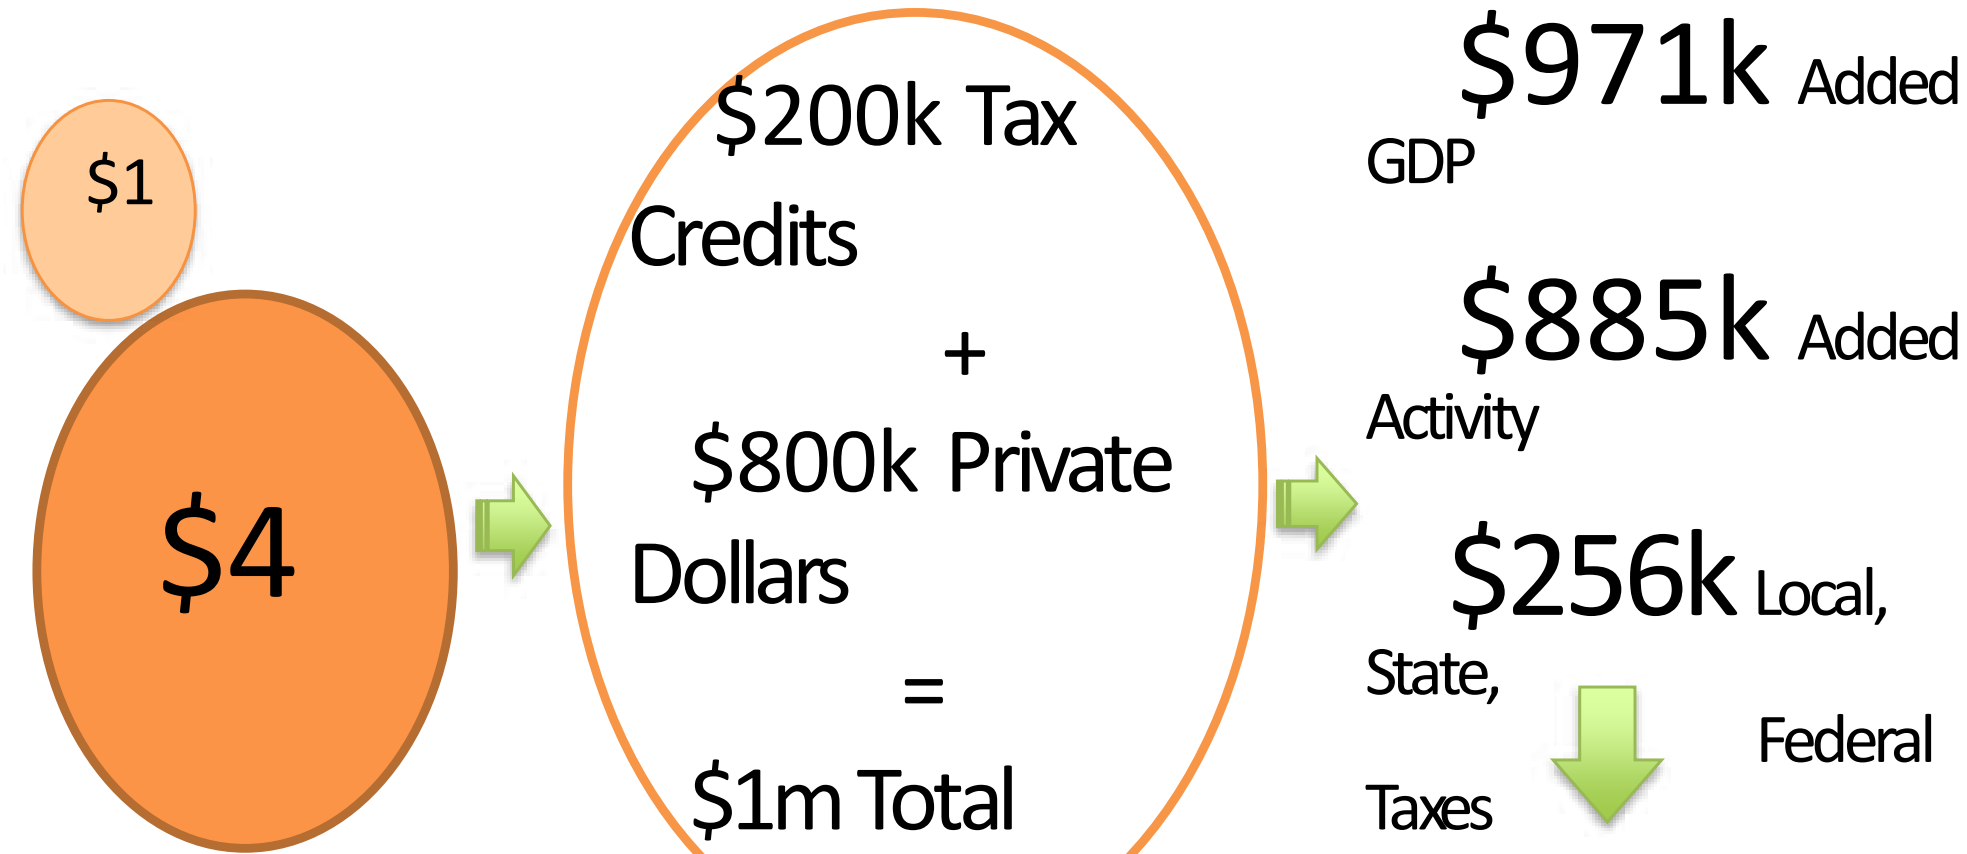 $1
$4
$200k Tax
Credits
+
$800k Private
Dollars
=
$1m Total
$971k Added
GDP
$885k Added
Activity
$256k Local,
State,
Federal
Taxes